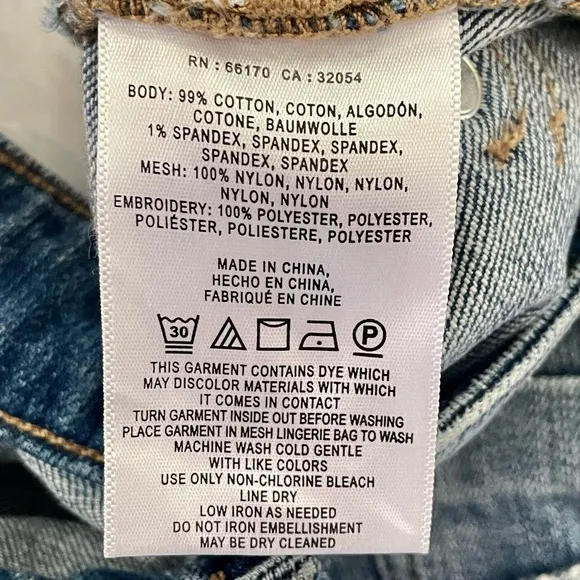 RN : 66170 CA : 32054
BODY: 99% COTTON, COTON, ALGODÓN,
COTONE, BAUMWOLLE
1% SPANDEX, SPANDEX, SPANDEX,
SPANDEX, SPANDEX
MESH: 100% NYLON, NYLON, NYLON,
NYLON, NYLON
EMBROIDERY: 100% POLYESTER, POLYESTER,
POLIÉSTER, POLIESTERE, POLYESTER
MADE IN CHINA,
HECHO EN CHINA,
FABRIQUÉ EN CHINE
30 P
THIS GARMENT CONTAINS DYE WHICH
MAY DISCOLOR MATERIALS WITH WHICH
IT COMES IN CONTACT
TURN GARMENT INSIDE OUT BEFORE WASHING
PLACE GARMENT IN MESH LINGERIE BAG TO WASH
MACHINE WASH COLD GENTLE
WITH LIKE COLORS
USE ONLY NON-CHLORINE BLEACH
LINE DRY
LOW IRON AS NEEDED
DO NOT IRON EMBELLISHMENT
MAY BE DRY CLEANED